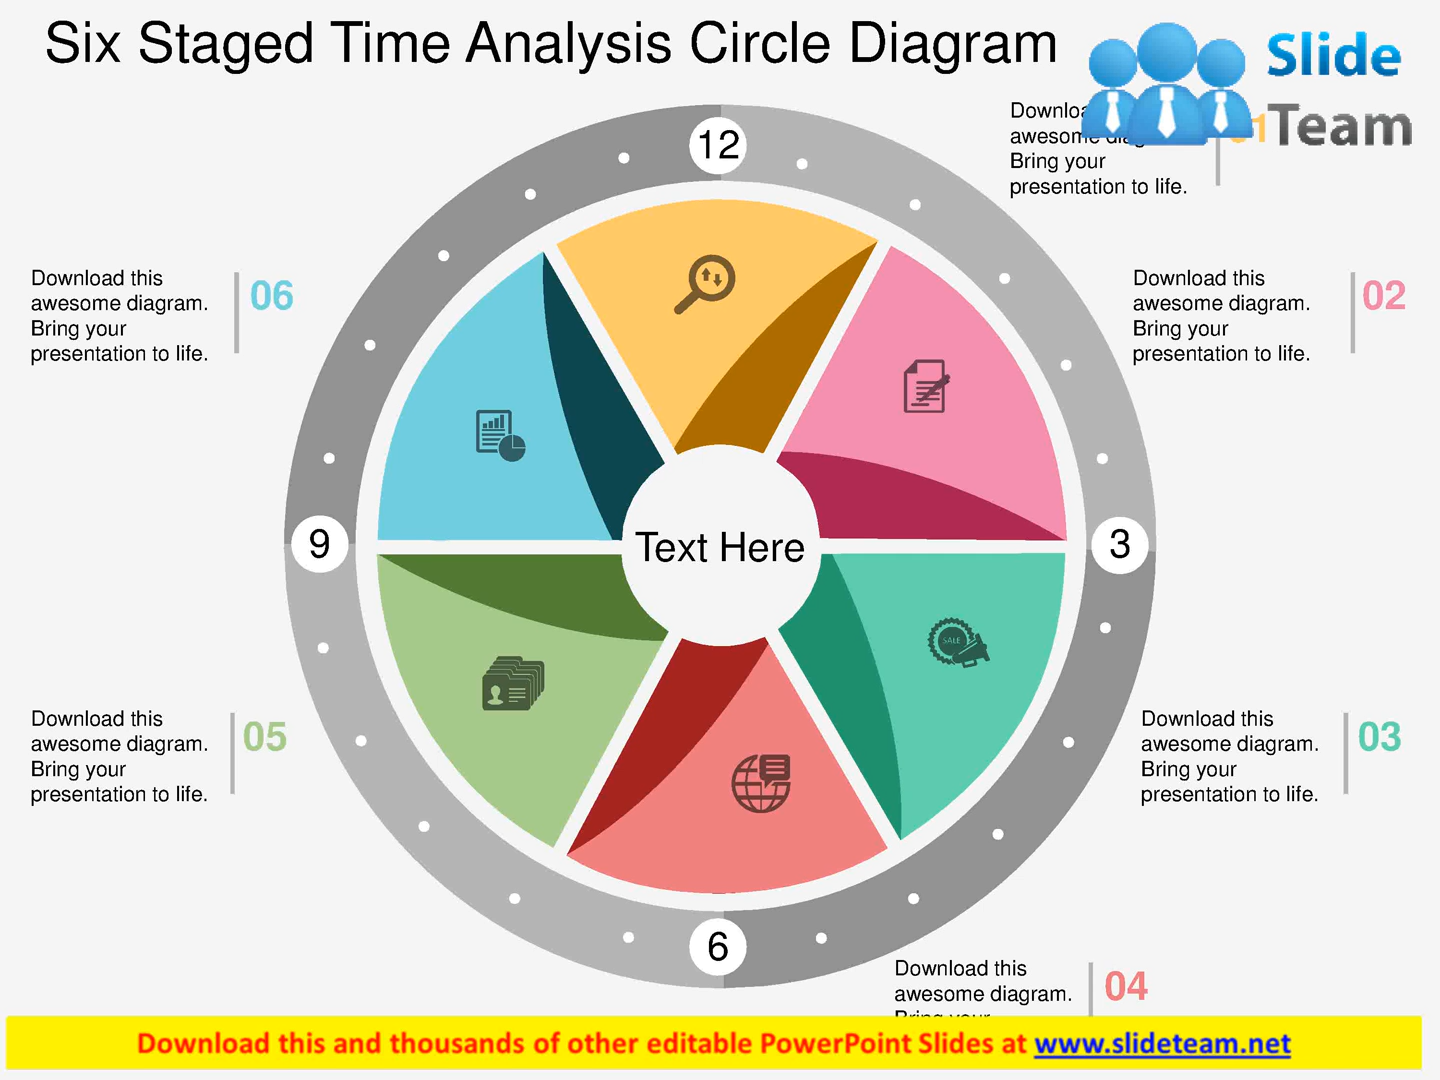 Six Staged Time Analysis Circle Diagram
Slide
Team
12
Bring your
presentation to life.
Download this
awesome diagram.
Bring your
presentation to life.
06
Download this
awesome diagram.
Bring your
presentation to life.
02
9
Text Here
3
SALE
Download this
awesome diagram.
Bring your
presentation to life.
05
Download this
awesome diagram.
Bring your
presentation to life.
03
6
Download this
awesome diagram.
Bring your
04
Download this and thousands of other editable PowerPoint Slides at www.slideteam.net